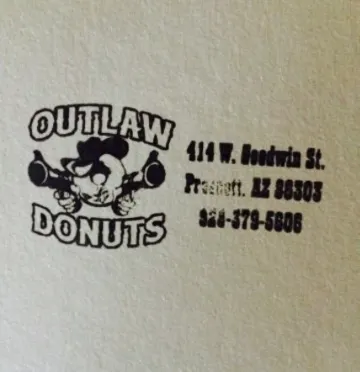 OUTLAW
DONUTS
414 W. Goodwin St.
Prescott, AZ 86303
928-379-5606